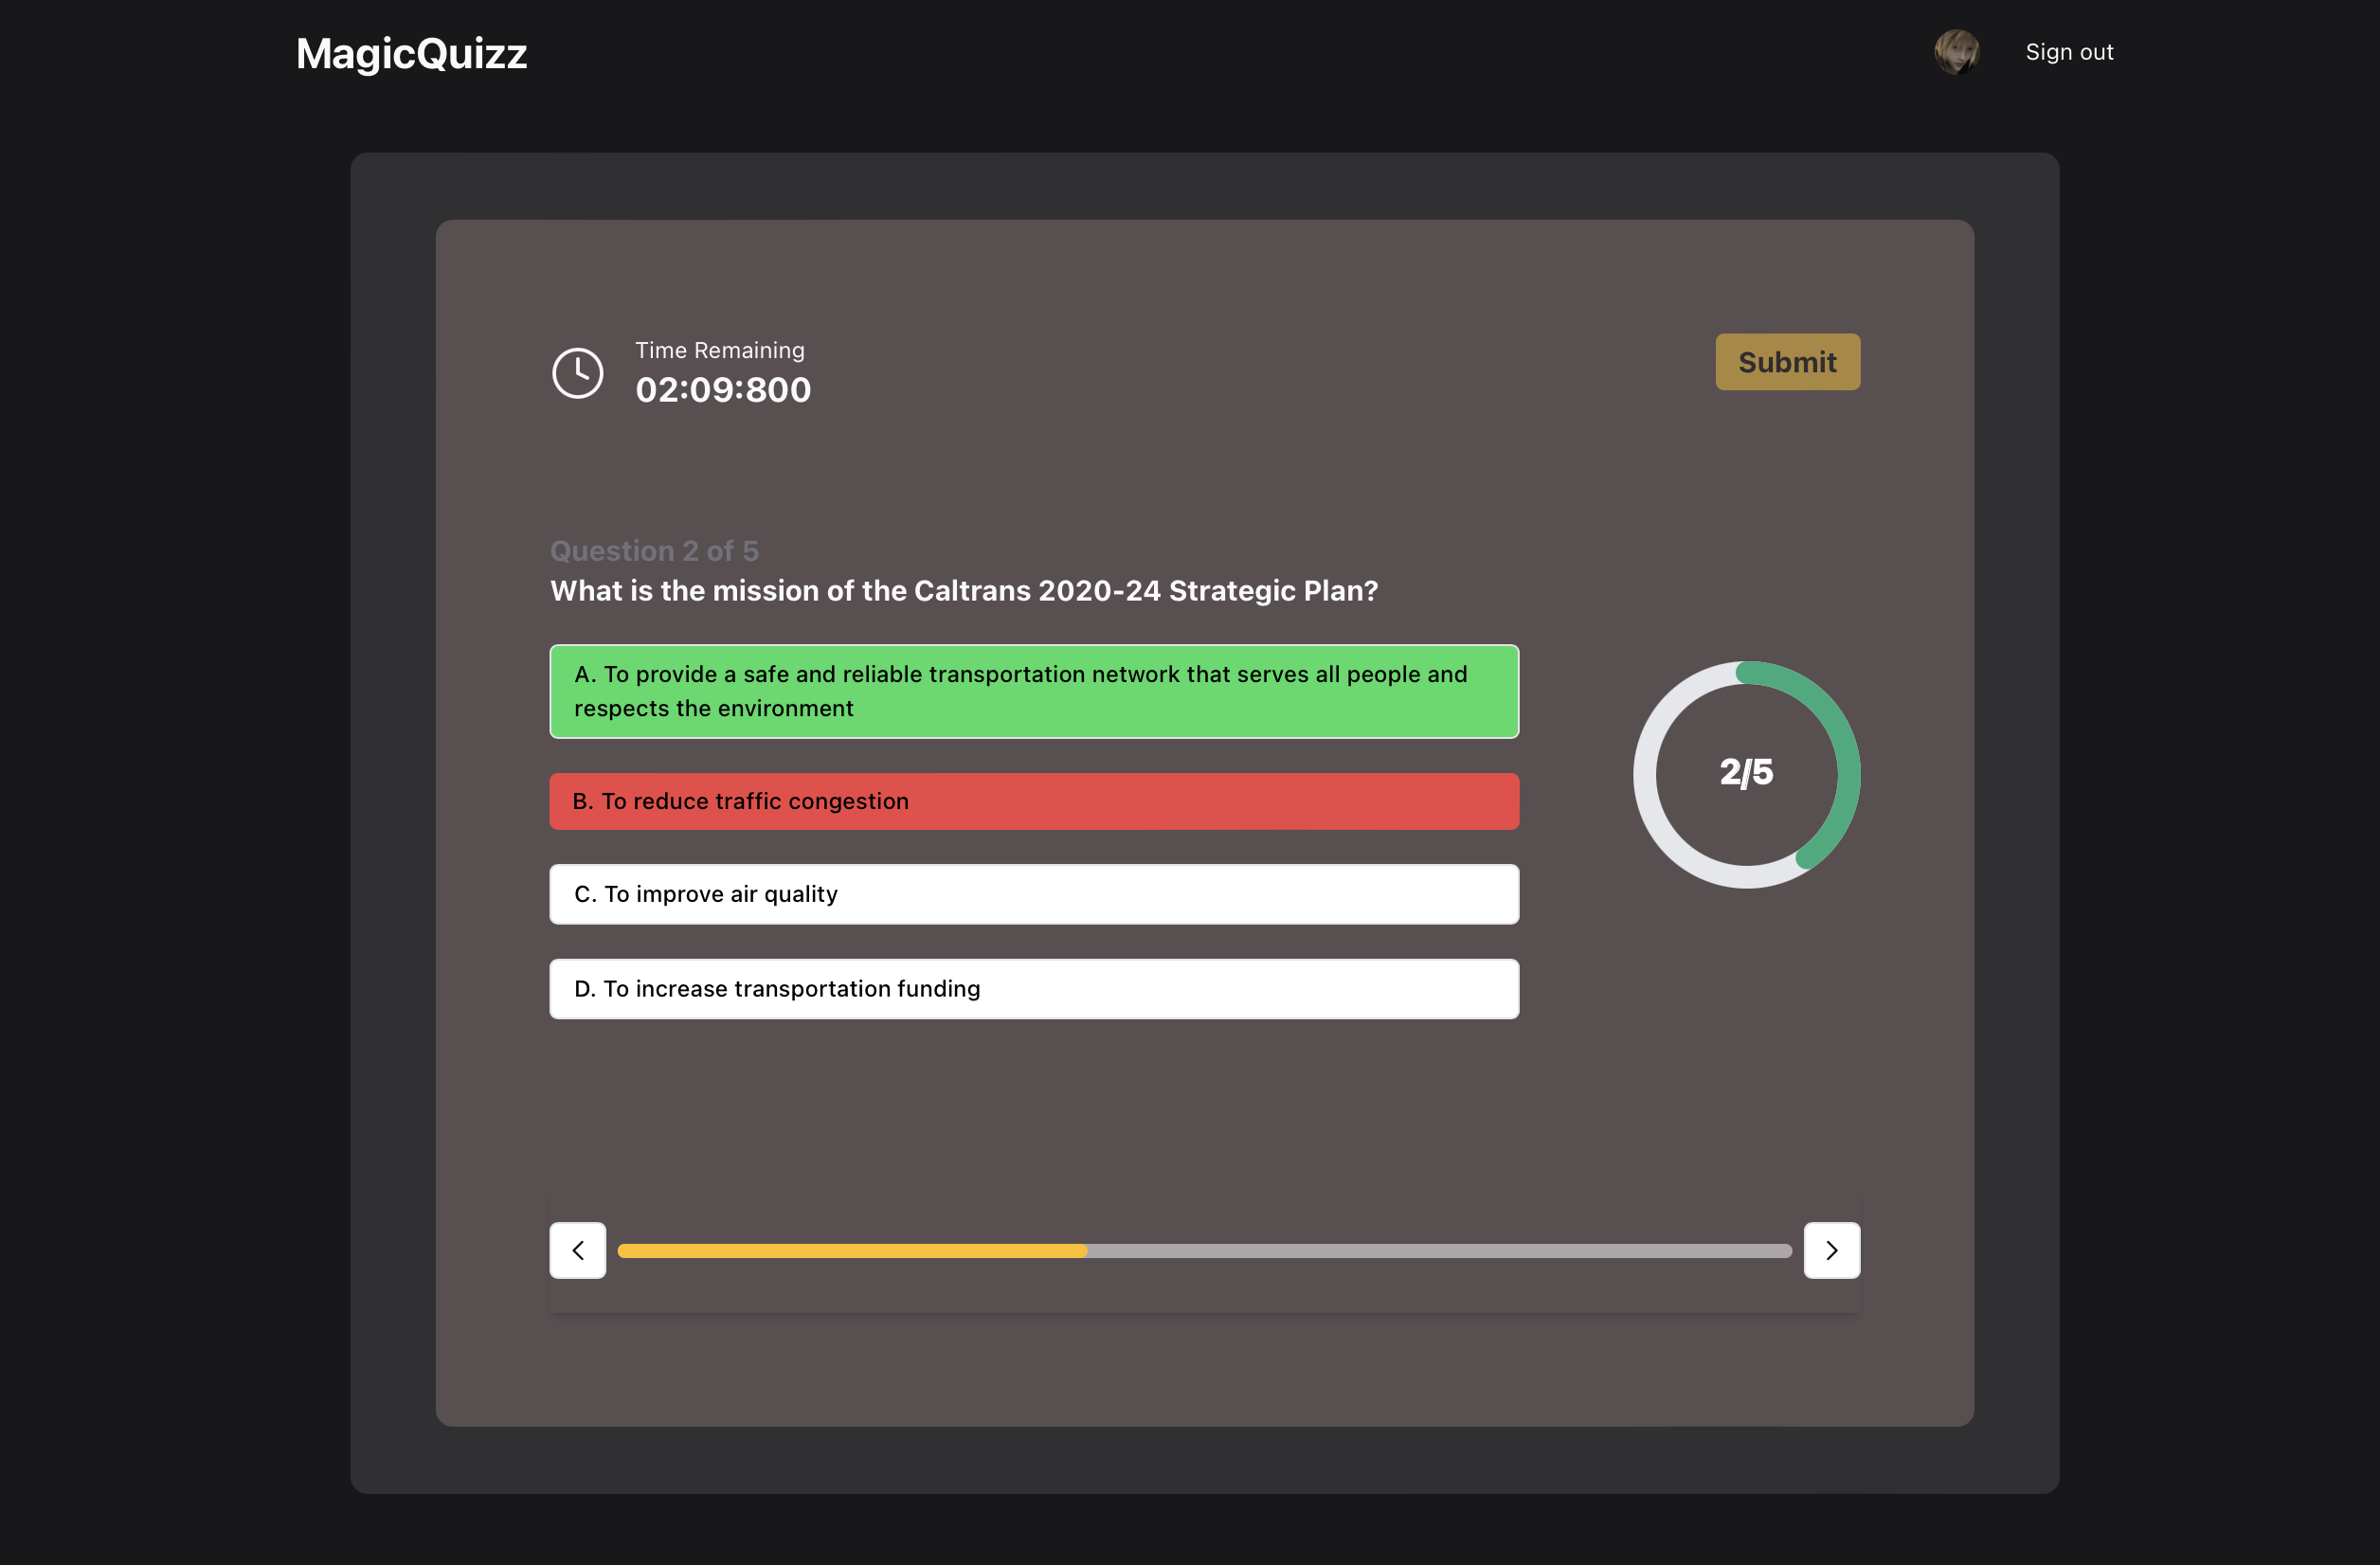 MagicQuizz
Sign out
Time Remaining
02:09:800
Submit
Question 2 of 5
What is the mission of the Caltrans 2020-24 Strategic Plan?
A. To provide a safe and reliable transportation network that serves all people and
respects the environment
B. To reduce traffic congestion
2/5
C. To improve air quality
D. To increase transportation funding